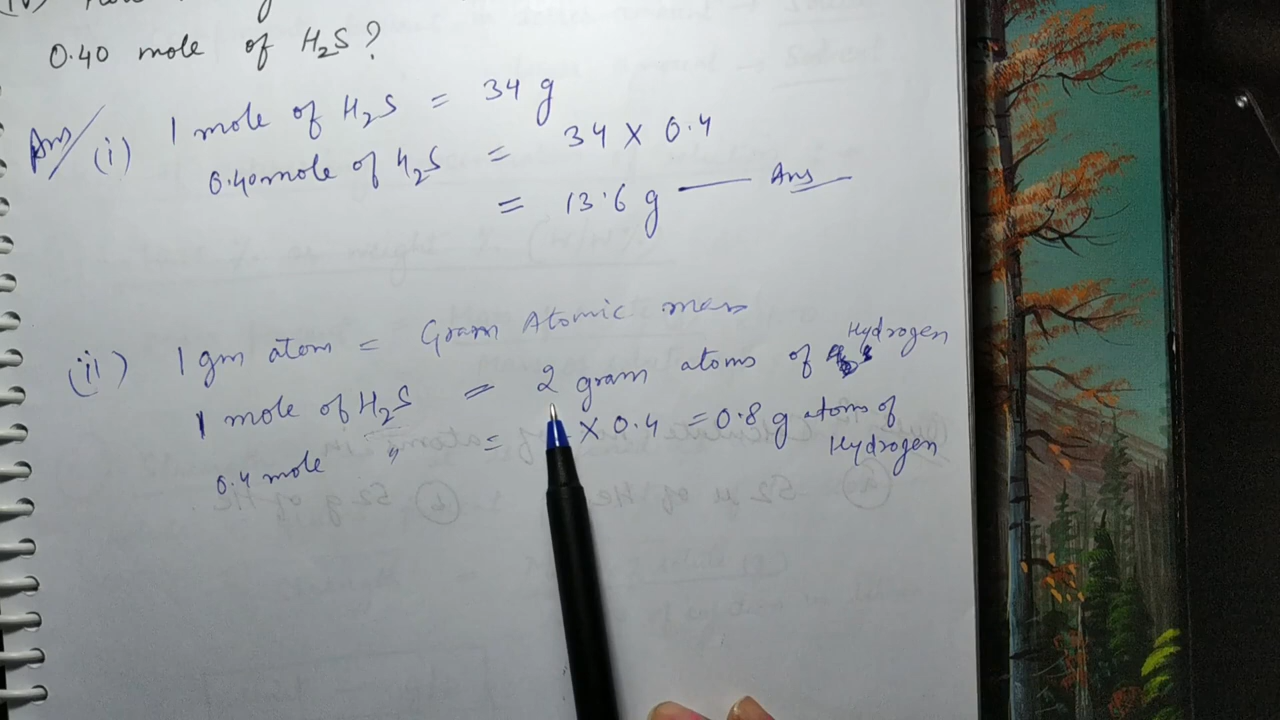 0.40 mole of H₂S?
Ans/ (i) 1 mole of H₂S = 34 g
0.40 mole of H₂S = 34 × 0.4
= 13.6 g — Ans
(ii) 1 gm atom = Gram Atomic mass
1 mole of H₂S = 2 gram atoms of Hydrogen
0.4 mole " = × 0.4 = 0.8 g atoms of Hydrogen